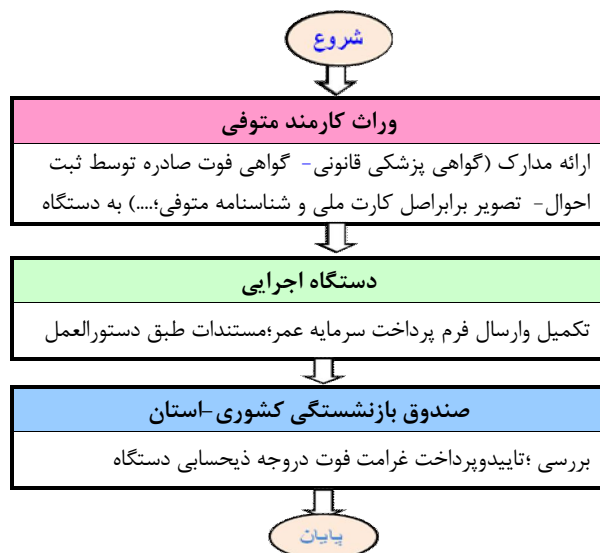 شروع
وراث کارمند متوفی
ارائه مدارک (گواهی پزشکی قانونی- گواهی فوت صادره توسط ثبت
احوال- تصویر برابراصل کارت ملی و شناسنامه متوفی؛....) به دستگاه
دستگاه اجرایی
تکمیل وارسال فرم پرداخت سرمایه عمر؛مستندات طبق دستورالعمل
صندوق بازنشستگی کشوری-استان
بررسی ؛تاییدوپرداخت غرامت فوت دروجه ذیحسابی دستگاه
پایان